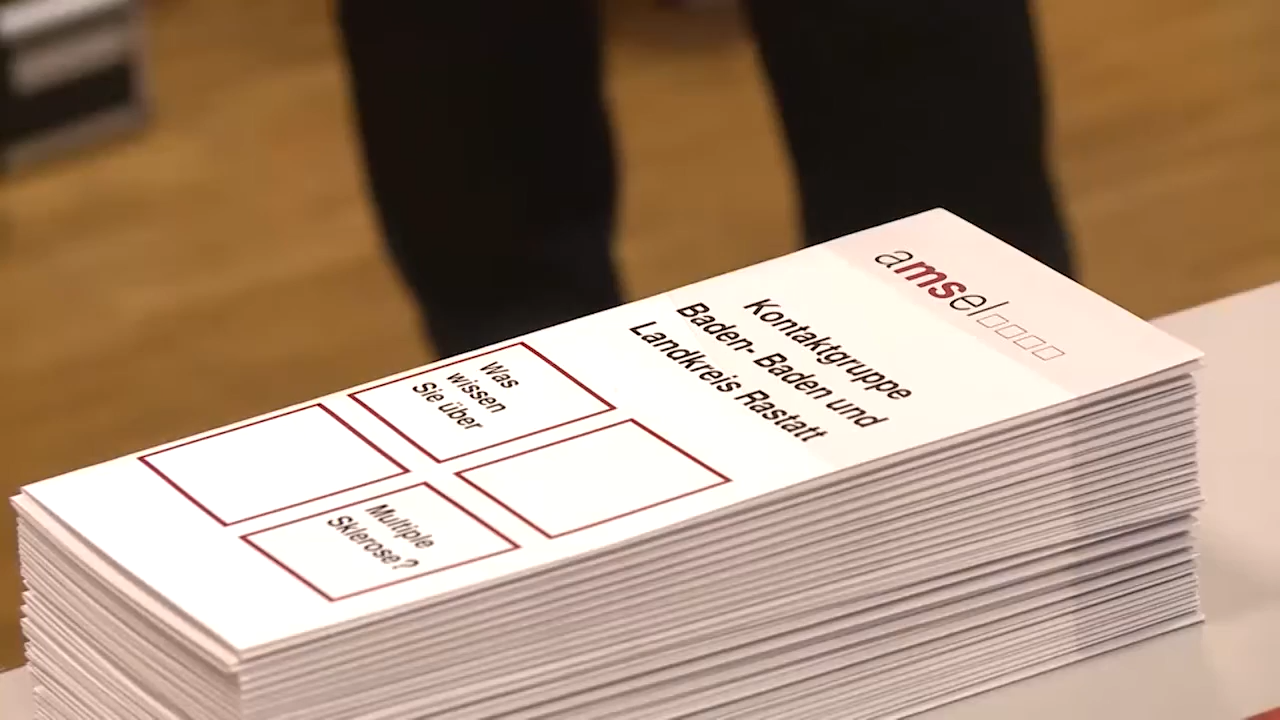 amsel
Kontaktgruppe
Baden- Baden und
Landkreis Rastatt
Was
wissen
Sie über
Multiple
Sklerose?